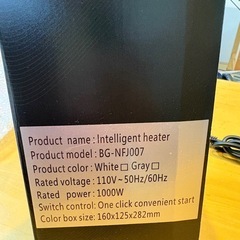 Product name : Intelligent heater
Product model: BG-NFJ007
Product color: White□ Gray□
Rated voltage: 110V~50Hz/60Hz
Rated power: 1000W
Switch control: One click convenient start
Color box size: 160x125x282mm